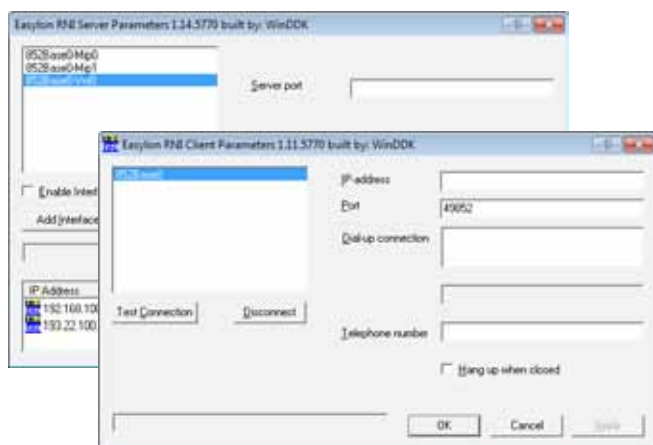 Easylon RNI Server Parameters 1.14.5770 built by: WinDDK
852Base0-Mip0
852Base0-Mip1
Server port
Enable Interf
Add Interface
IP Address
192.168.100
193.22.100.
Easylon RNI Client Parameters 1.11.5770 built by: WinDDK
852Base0
IP-address
Port
49852
Dial-up connection
Test Connection
Disconnect
Telephone number
Hang up when closed
OK
Cancel
Apply